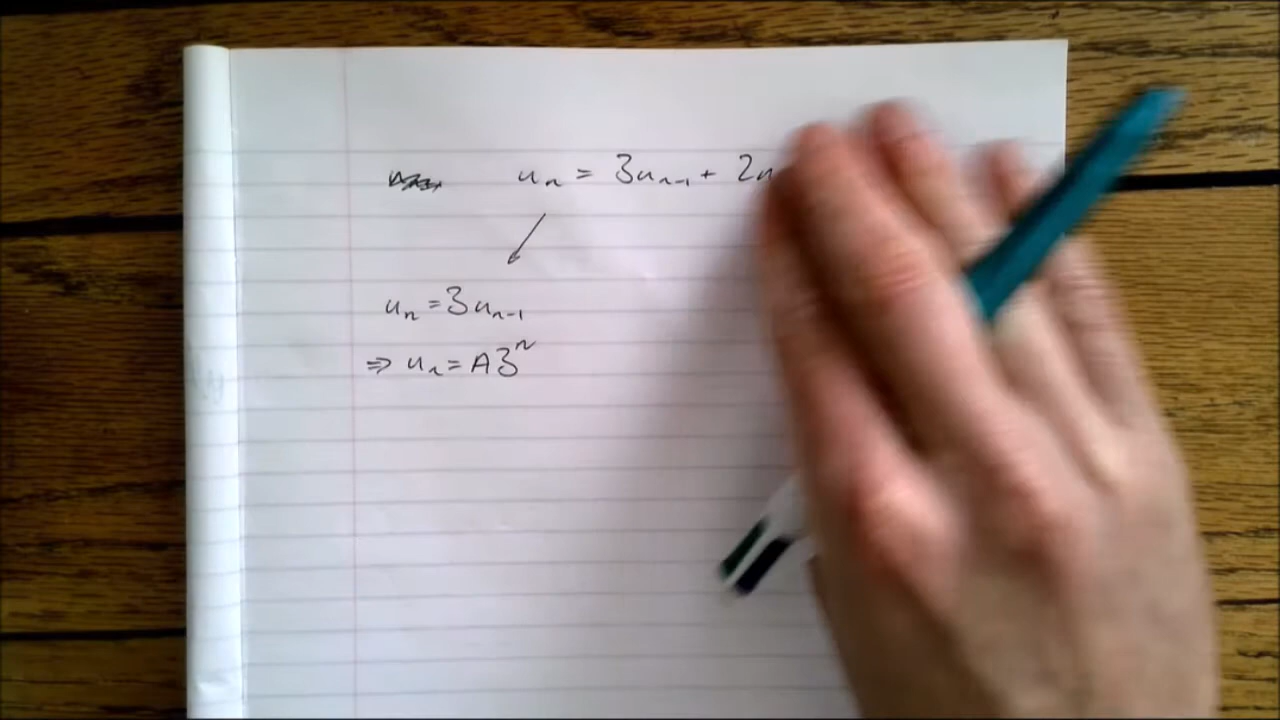 uₙ = 3uₙ₋₁ + 2n
uₙ = 3uₙ₋₁
⇒ uₙ = A3ⁿ